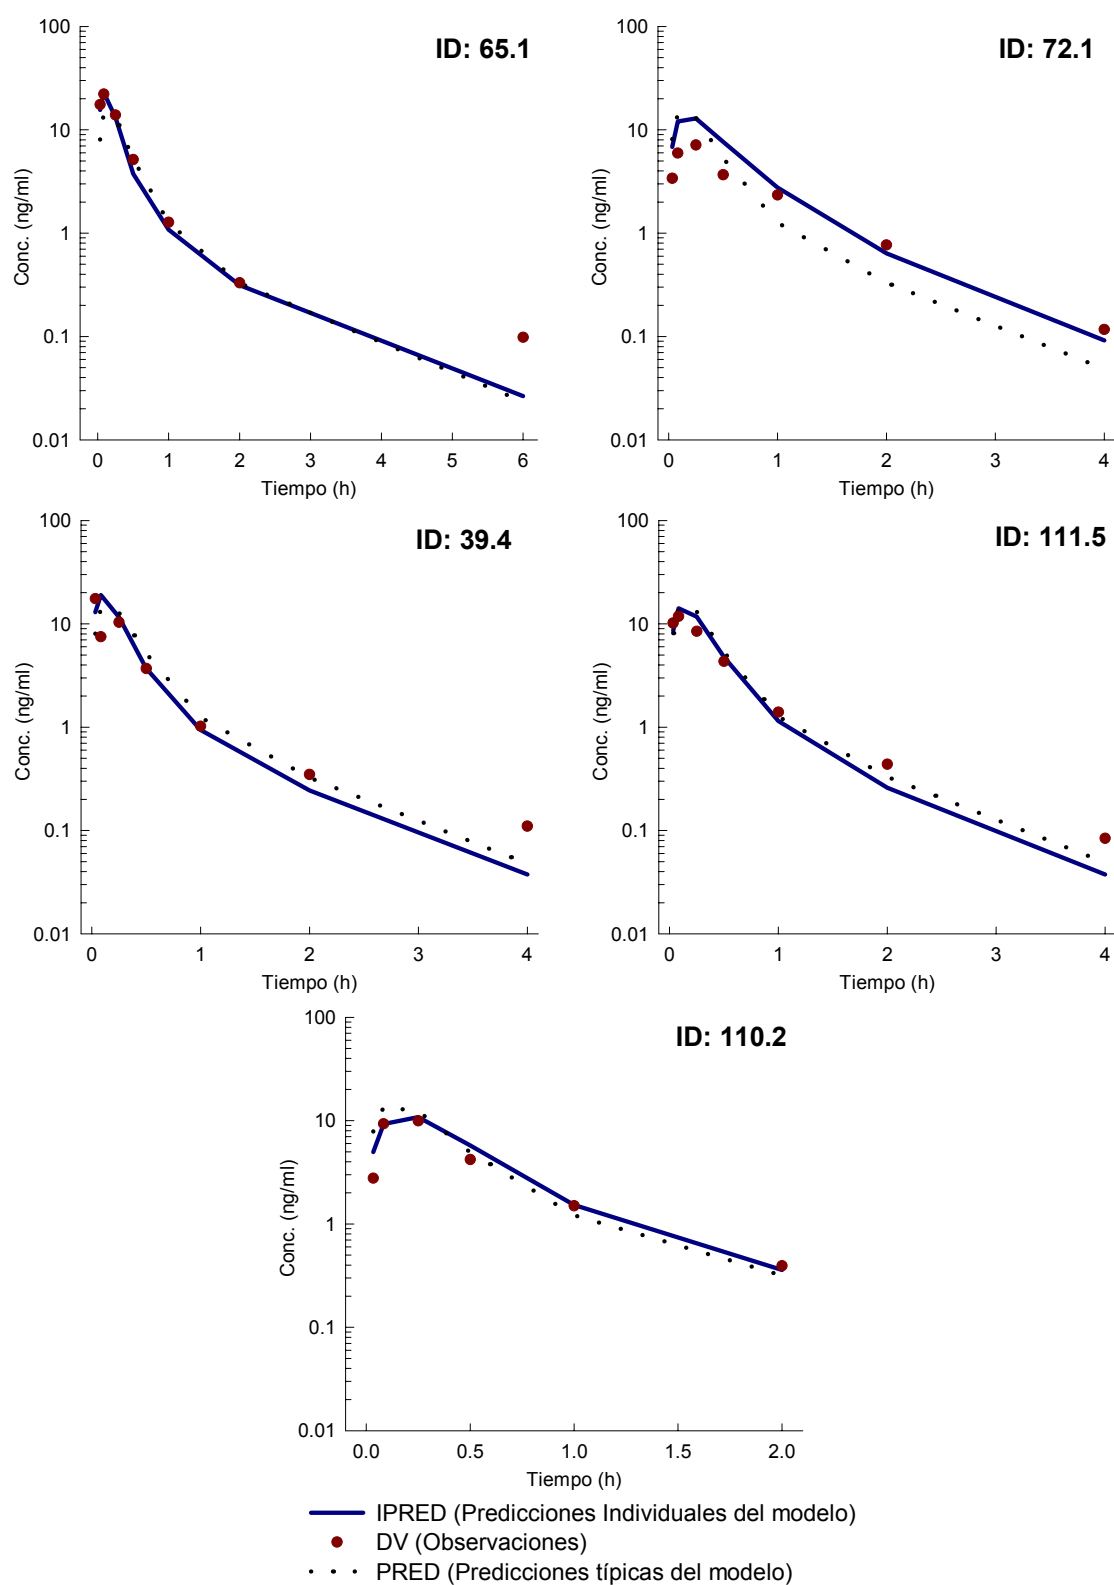 ID: 65.1
Conc. (ng/ml)
100
10
1
0.1
0.01
0 1 2 3 4 5 6
Tiempo (h)
ID: 72.1
Conc. (ng/ml)
100
10
1
0.1
0.01
0 1 2 3 4
Tiempo (h)
ID: 39.4
Conc. (ng/ml)
100
10
1
0.1
0.01
0 1 2 3 4
Tiempo (h)
ID: 111.5
Conc. (ng/ml)
100
10
1
0.1
0.01
0 1 2 3 4
Tiempo (h)
ID: 110.2
Conc. (ng/ml)
100
10
1
0.1
0.01
0.0 0.5 1.0 1.5 2.0
Tiempo (h)
IPRED (Predicciones Individuales del modelo)
DV (Observaciones)
PRED (Predicciones típicas del modelo)